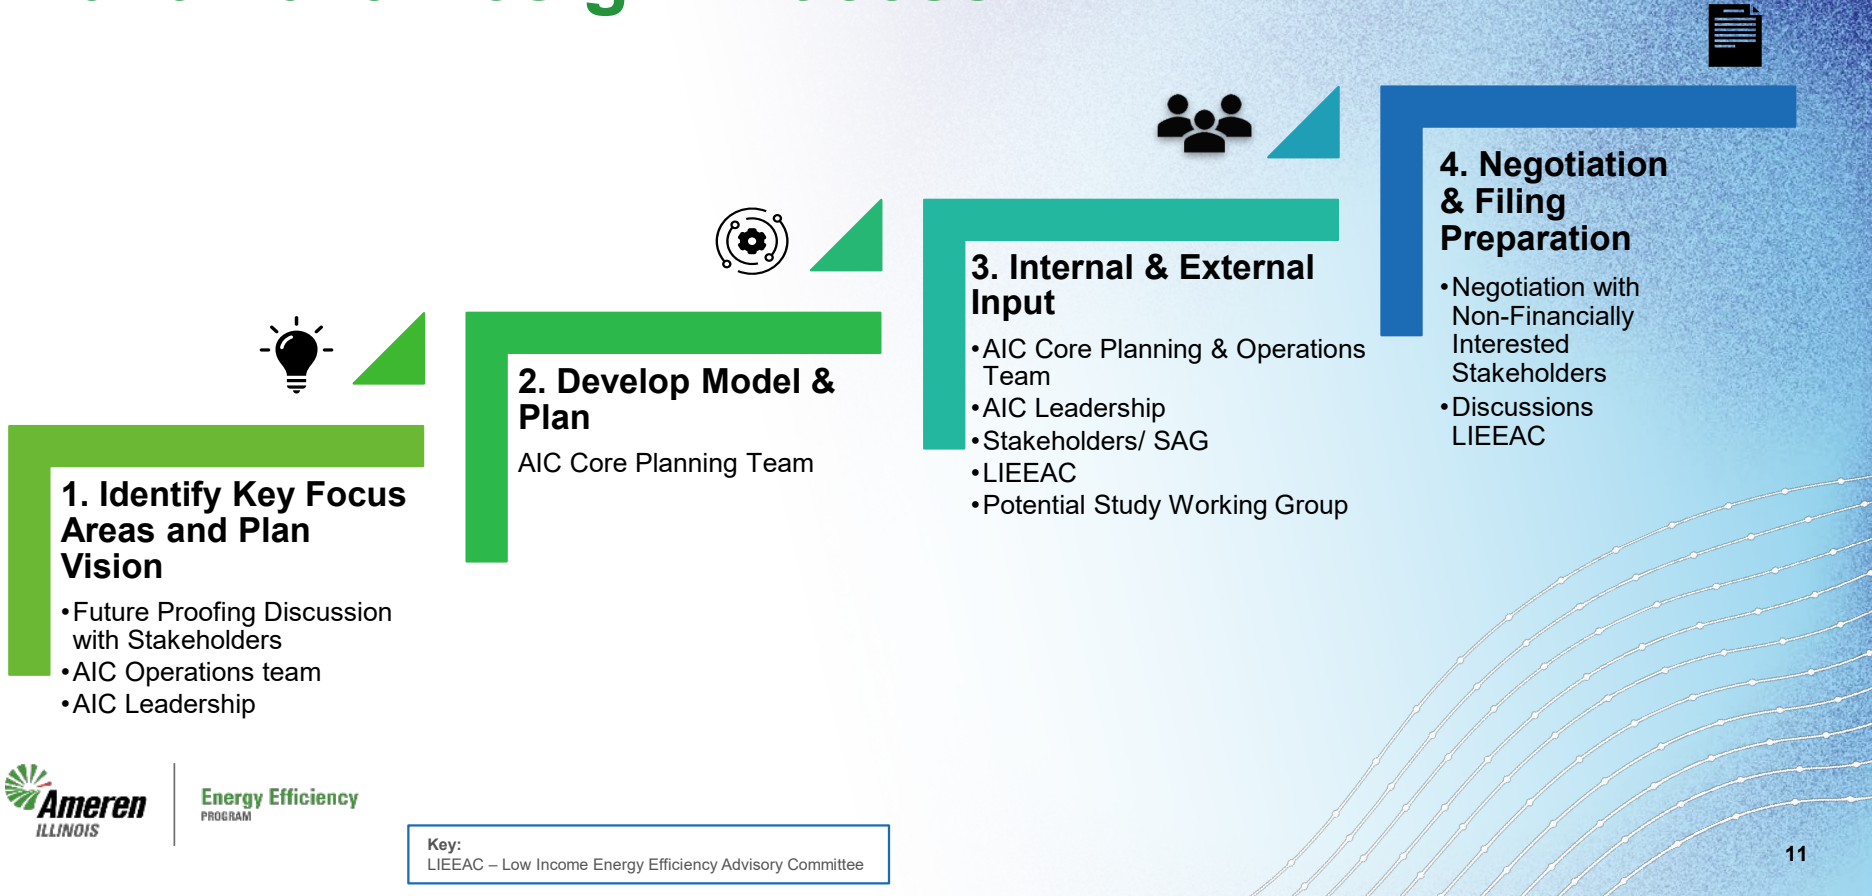 1. Identify Key Focus
Areas and Plan
Vision
•Future Proofing Discussion
with Stakeholders
•AIC Operations team
•AIC Leadership
2. Develop Model &
Plan
AIC Core Planning Team
3. Internal & External
Input
•AIC Core Planning & Operations
Team
•AIC Leadership
•Stakeholders/ SAG
•LIEEAC
•Potential Study Working Group
4. Negotiation
& Filing
Preparation
•Negotiation with
Non-Financially
Interested
Stakeholders
•Discussions
LIEEAC
Ameren
ILLINOIS
Energy Efficiency
PROGRAM
Key:
LIEEAC – Low Income Energy Efficiency Advisory Committee
11